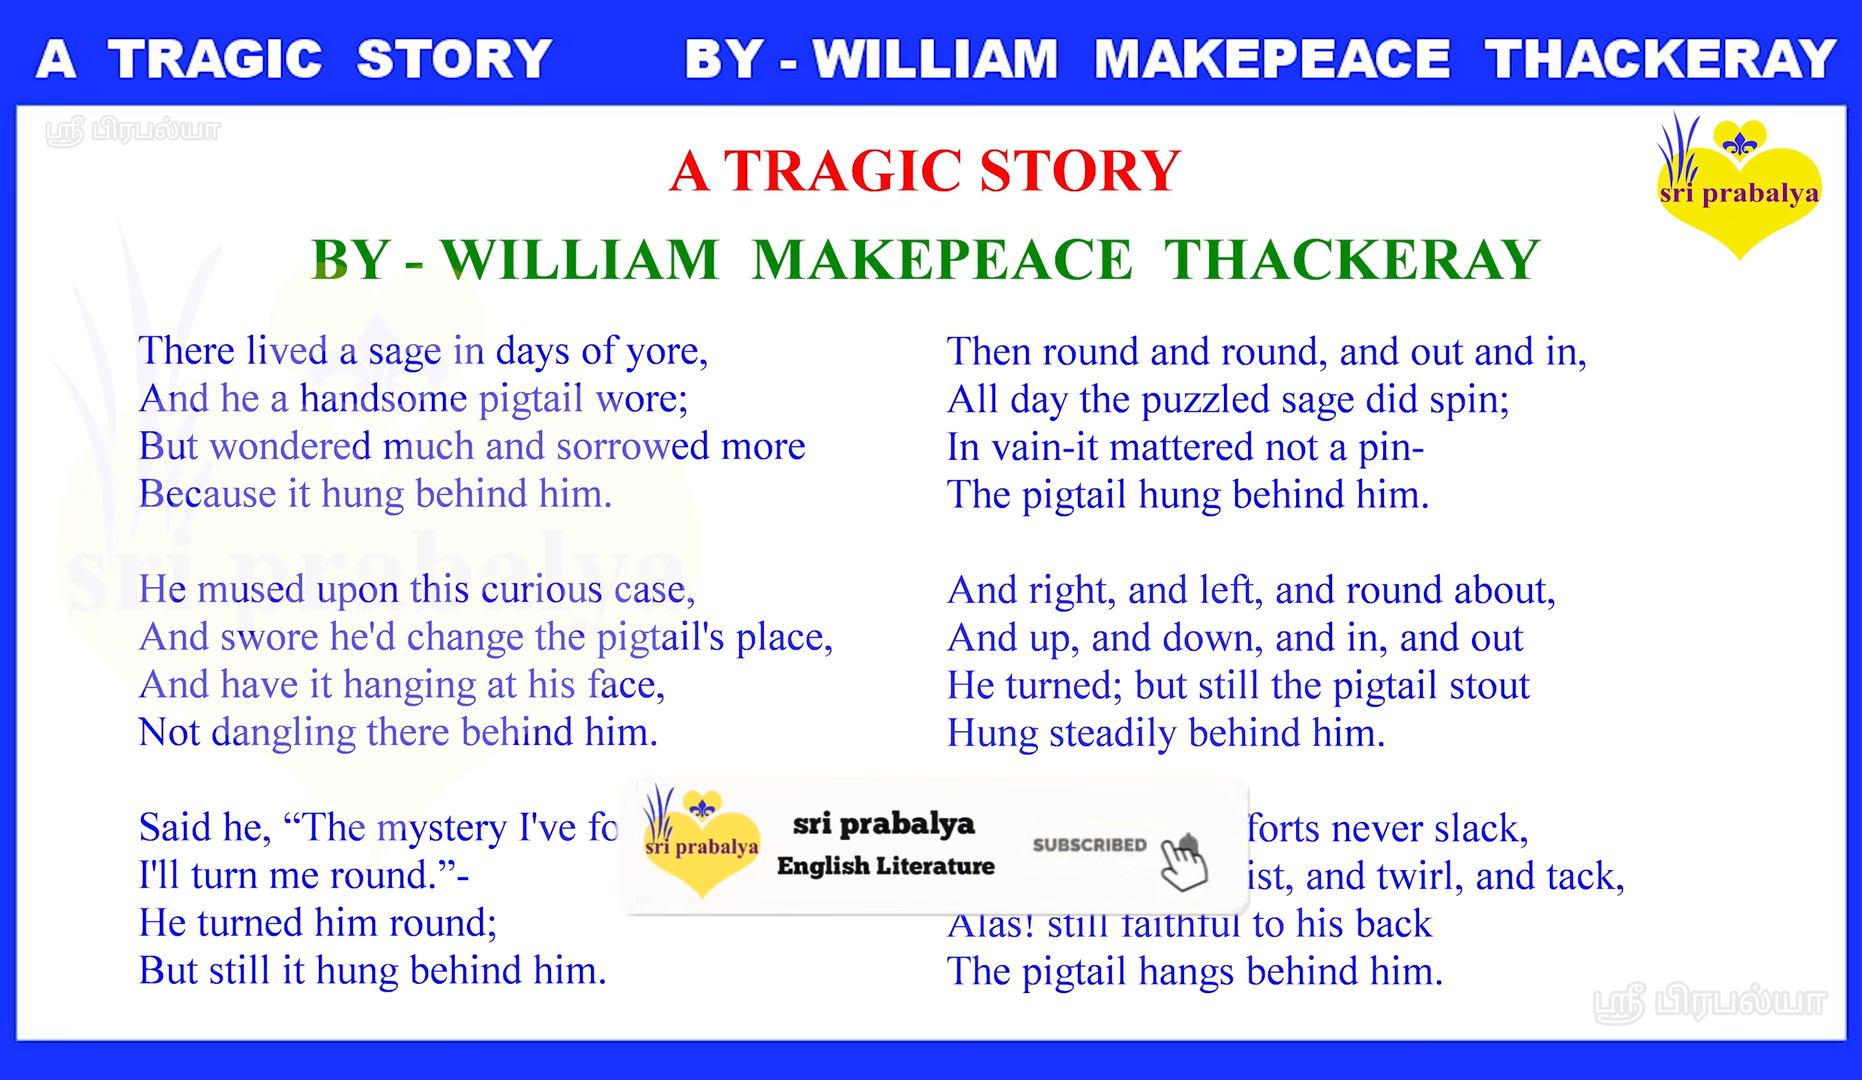 A TRAGIC STORY BY - WILLIAM MAKEPEACE THACKERAY
ஸ்ரீ பிரபல்யா
sri prabalya
A TRAGIC STORY
BY - WILLIAM MAKEPEACE THACKERAY
There lived a sage in days of yore,
And he a handsome pigtail wore;
But wondered much and sorrowed more
Because it hung behind him.
He mused upon this curious case,
And swore he'd change the pigtail's place,
And have it hanging at his face,
Not dangling there behind him.
Said he, “The mystery I've fo
I'll turn me round.”-
He turned him round;
But still it hung behind him.
Then round and round, and out and in,
All day the puzzled sage did spin;
In vain-it mattered not a pin-
The pigtail hung behind him.
And right, and left, and round about,
And up, and down, and in, and out
He turned; but still the pigtail stout
Hung steadily behind him.
forts never slack,
ist, and twirl, and tack,
Alas! still faithful to his back
The pigtail hangs behind him.
sri prabalya
sri prabalya
sri prabalya
English Literature
SUBSCRIBED
ஸ்ரீ பிரபல்யா